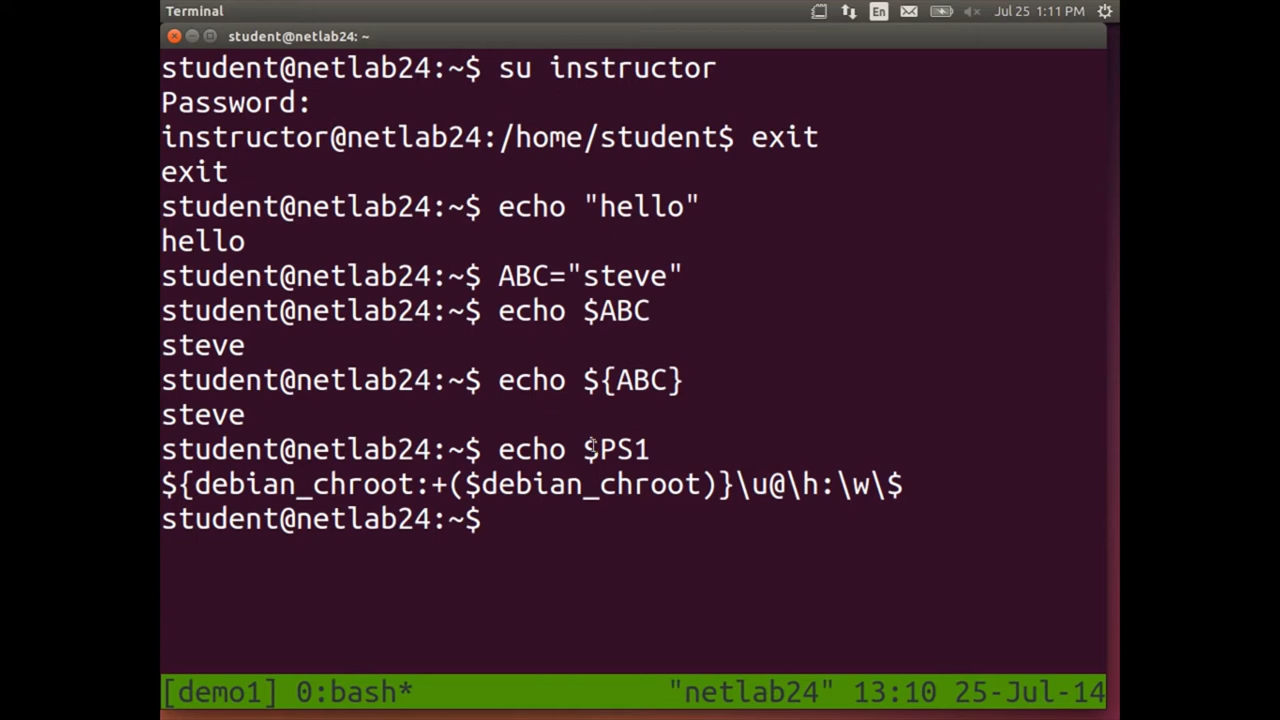 Terminal
En
Jul 25 1:11 PM
student@netlab24: ~
student@netlab24:~$ su instructor
Password:
instructor@netlab24:/home/student$ exit
exit
student@netlab24:~$ echo "hello"
hello
student@netlab24:~$ ABC="steve"
student@netlab24:~$ echo $ABC
steve
student@netlab24:~$ echo ${ABC}
steve
student@netlab24:~$ echo $PS1
${debian_chroot:+($debian_chroot)}\u@\h:\w\$
student@netlab24:~$
[demo1] 0:bash* "netlab24" 13:10 25-Jul-14